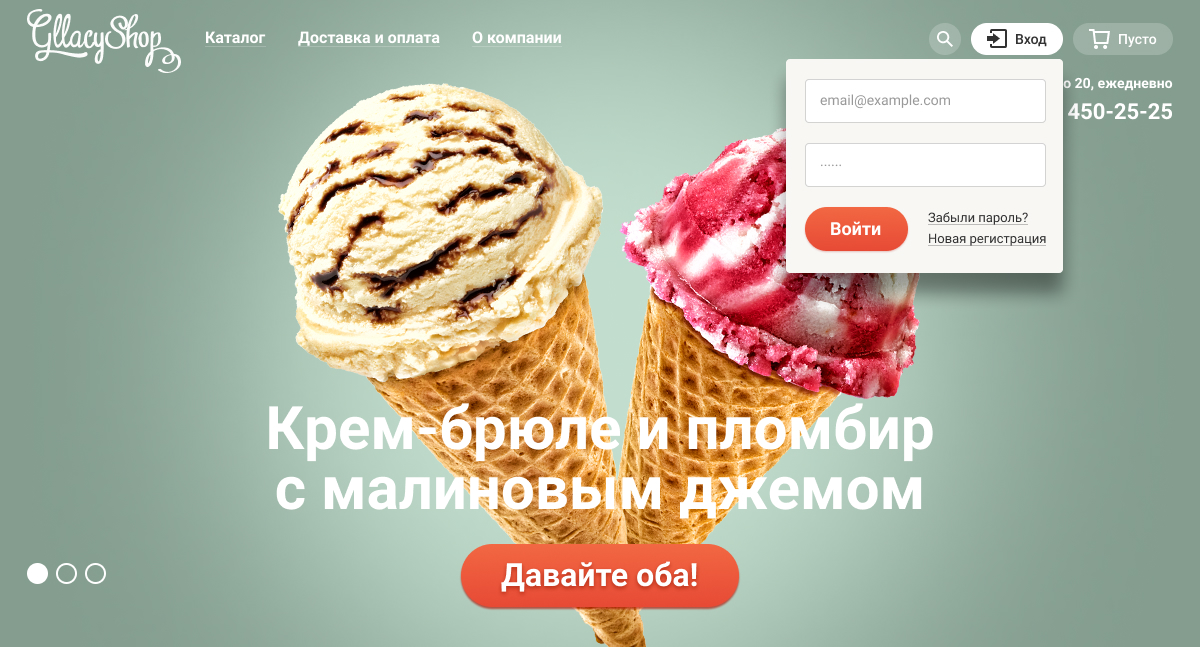 GllacyShop
Каталог
Доставка и оплата
О компании
Вход
Пусто
о 20, ежедневно
450-25-25
email@example.com
......
Войти
Забыли пароль?
Новая регистрация
Крем-брюле и пломбир
с малиновым джемом
Давайте оба!